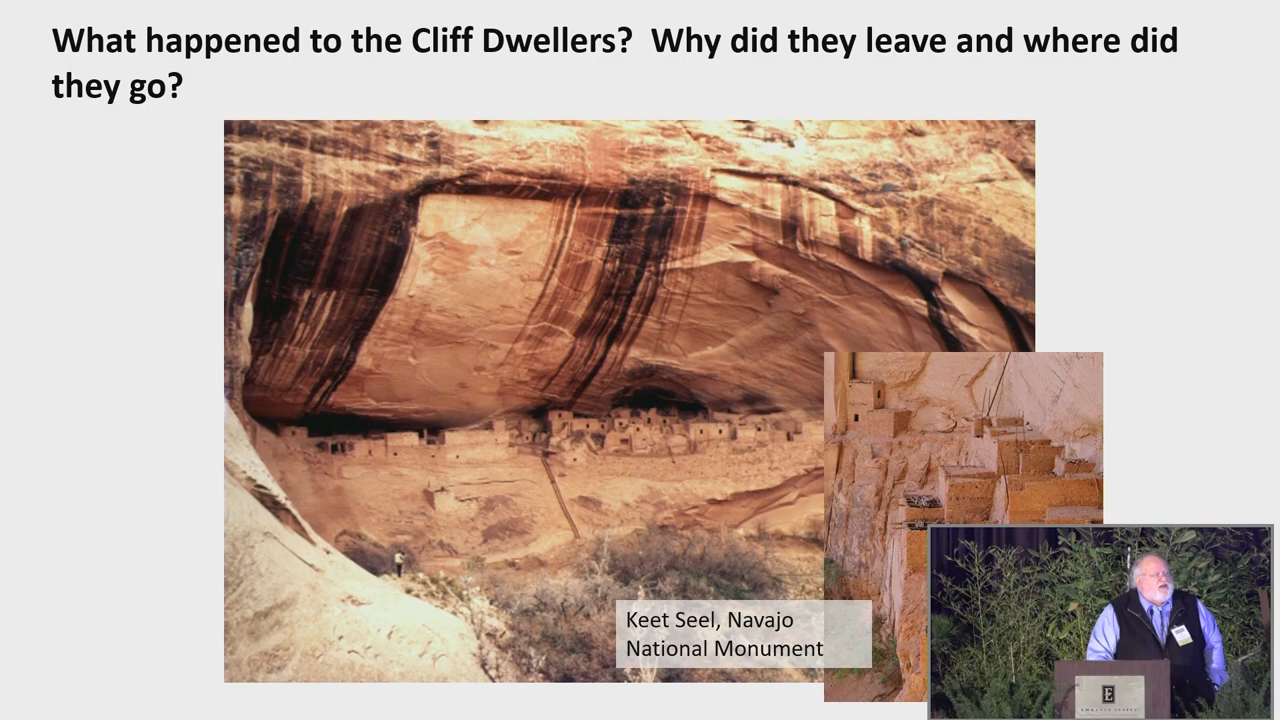 What happened to the Cliff Dwellers?  Why did they leave and where did
they go?
Keet Seel, Navajo
National Monument
E